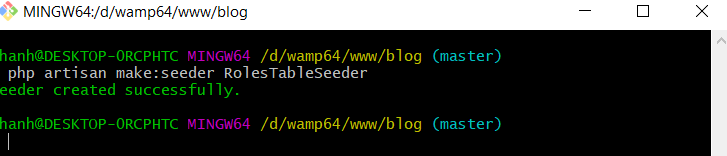 MINGW64:/d/wamp64/www/blog
hanh@DESKTOP-0RCPHTC MINGW64 /d/wamp64/www/blog (master)
php artisan make:seeder RolesTableSeeder
eeder created successfully.
hanh@DESKTOP-0RCPHTC MINGW64 /d/wamp64/www/blog (master)